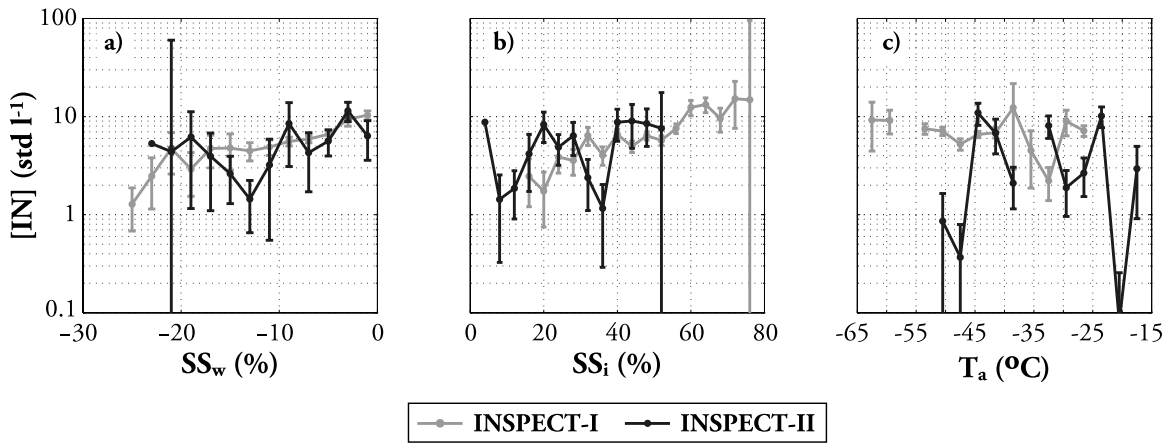 a) b) c)
[IN] (std l-1)
100
10
1
0.1
−30 −20 −10 0
20 40 60 80
-65 -55 -45 -35 -25 -15
SSw (%) SSi (%) Ta (ºC)
INSPECT-I INSPECT-II